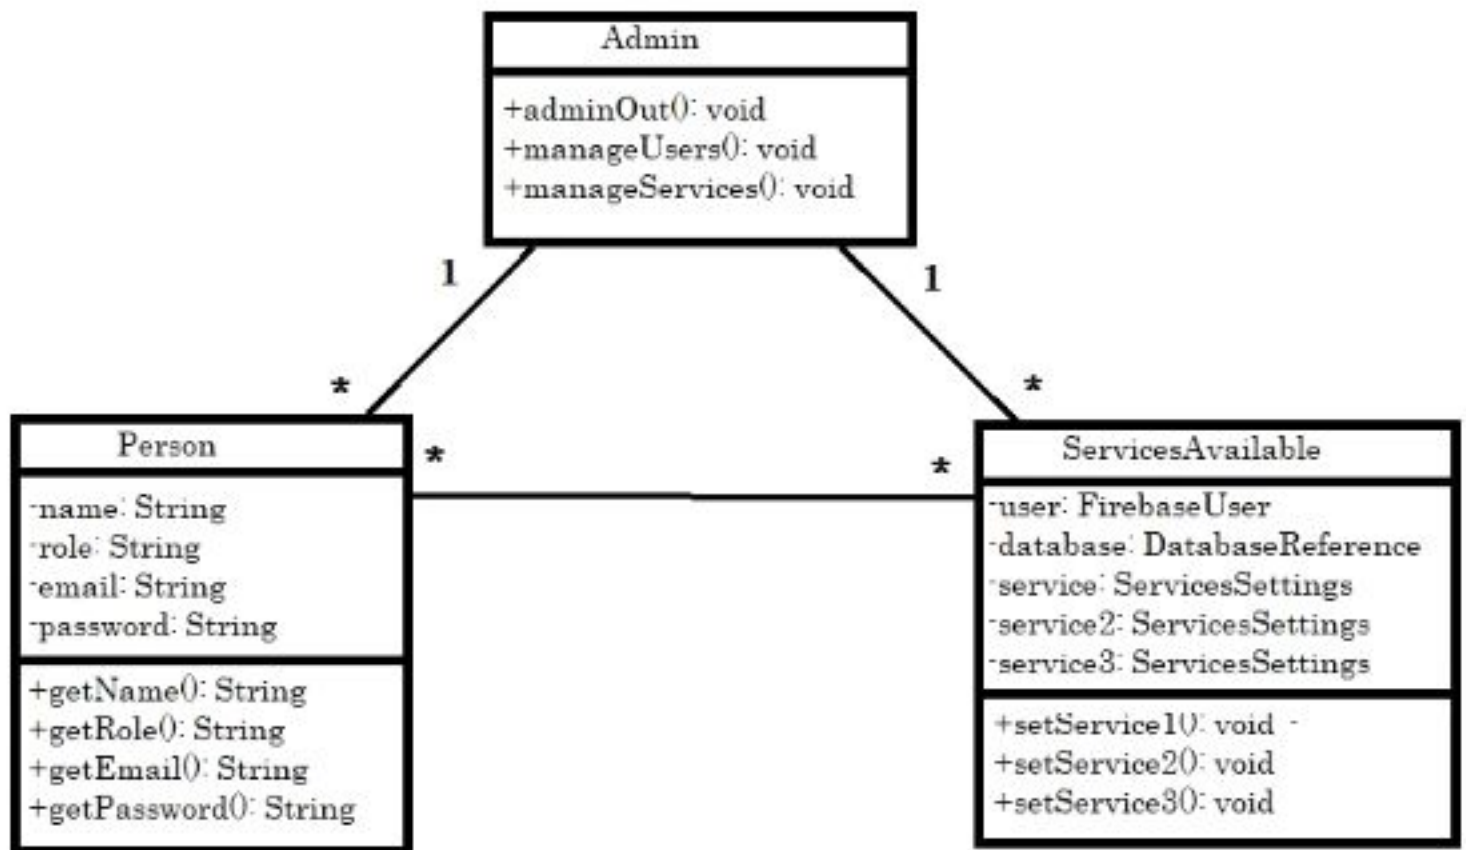 Admin
+adminOut(): void
+manageUsers(): void
+manageServices(): void
1
1
*
*
Person
-name: String
-role: String
-email: String
-password: String
+getName(): String
+getRole(): String
+getEmail(): String
+getPassword(): String
*
*
ServicesAvailable
-user: FirebaseUser
-database: DatabaseReference
-service: ServicesSettings
-service2: ServicesSettings
-service3: ServicesSettings
+setService1(): void -
+setService2(): void
+setService3(): void